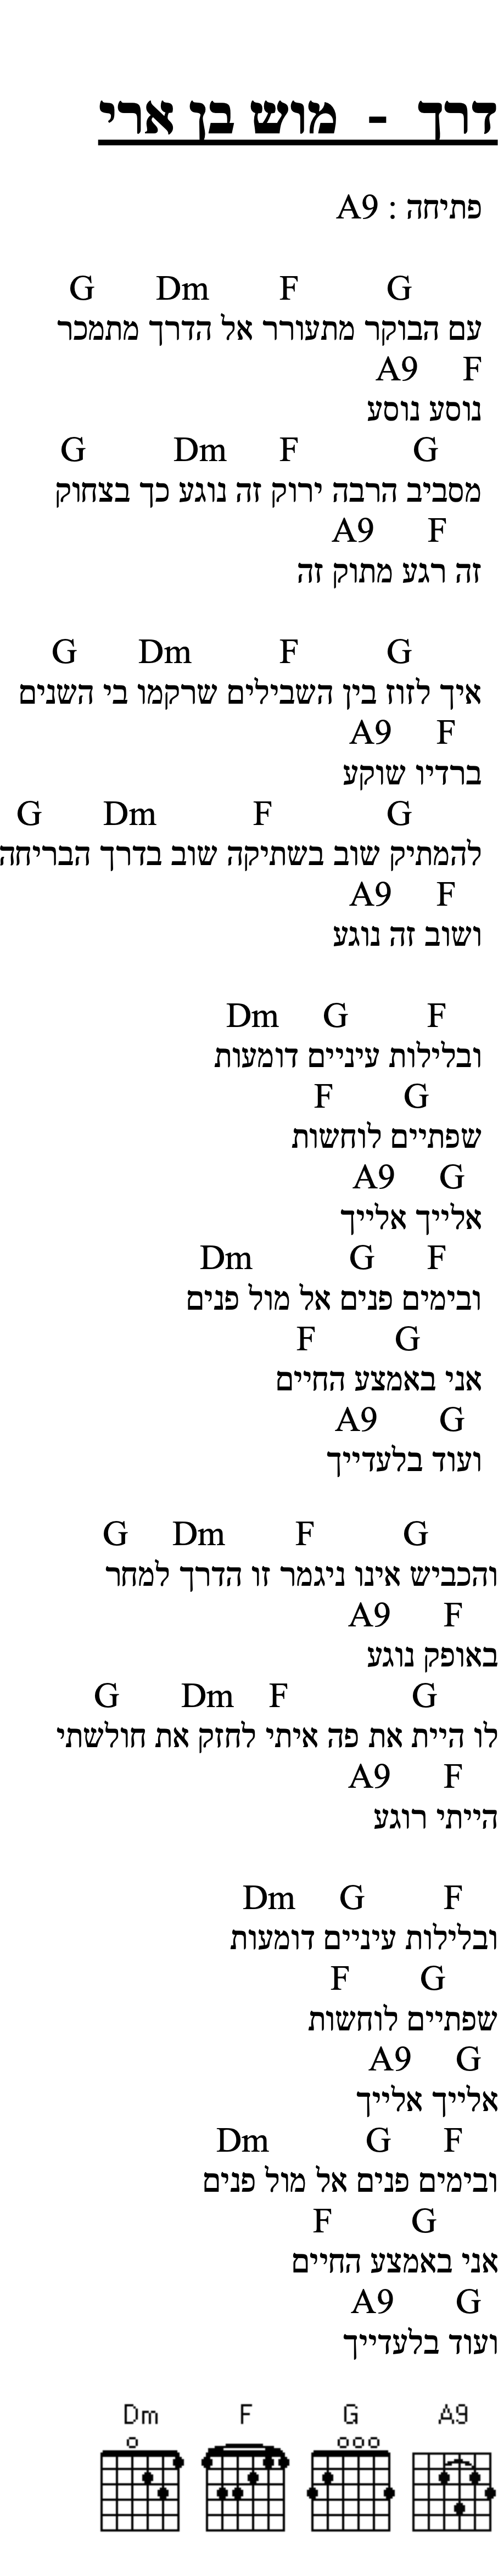 דרך - מוש בן ארי
פתיחה : A9
G Dm F G
עם הבוקר מתעורר אל הדרך מתמכר
A9 F
נוסע נוסע
G Dm F G
מסביב הרבה ירוק זה נוגע כך בצחוק
A9 F
זה רגע מתוק זה
G Dm F G
איך לזוז בין השבילים שרקמו בי השנים
A9 F
ברדיו שוקע
G Dm F G
להמתיק שוב בשתיקה שוב בדרך הבריחה
A9 F
ושוב זה נוגע
Dm G F
ובלילות עיניים דומעות
F G
שפתיים לוחשות
A9 G
אלייך אלייך
Dm G F
ובימים פנים אל מול פנים
F G
אני באמצע החיים
A9 G
ועוד בלעדייך
G Dm F G
והכביש אינו ניגמר זו הדרך למחר
A9 F
באופק נוגע
G Dm F G
לו היית את פה איתי לחזק את חולשתי
A9 F
הייתי רוגע
Dm G F
ובלילות עיניים דומעות
F G
שפתיים לוחשות
A9 G
אלייך אלייך
Dm G F
ובימים פנים אל מול פנים
F G
אני באמצע החיים
A9 G
ועוד בלעדייך
Dm F G A9